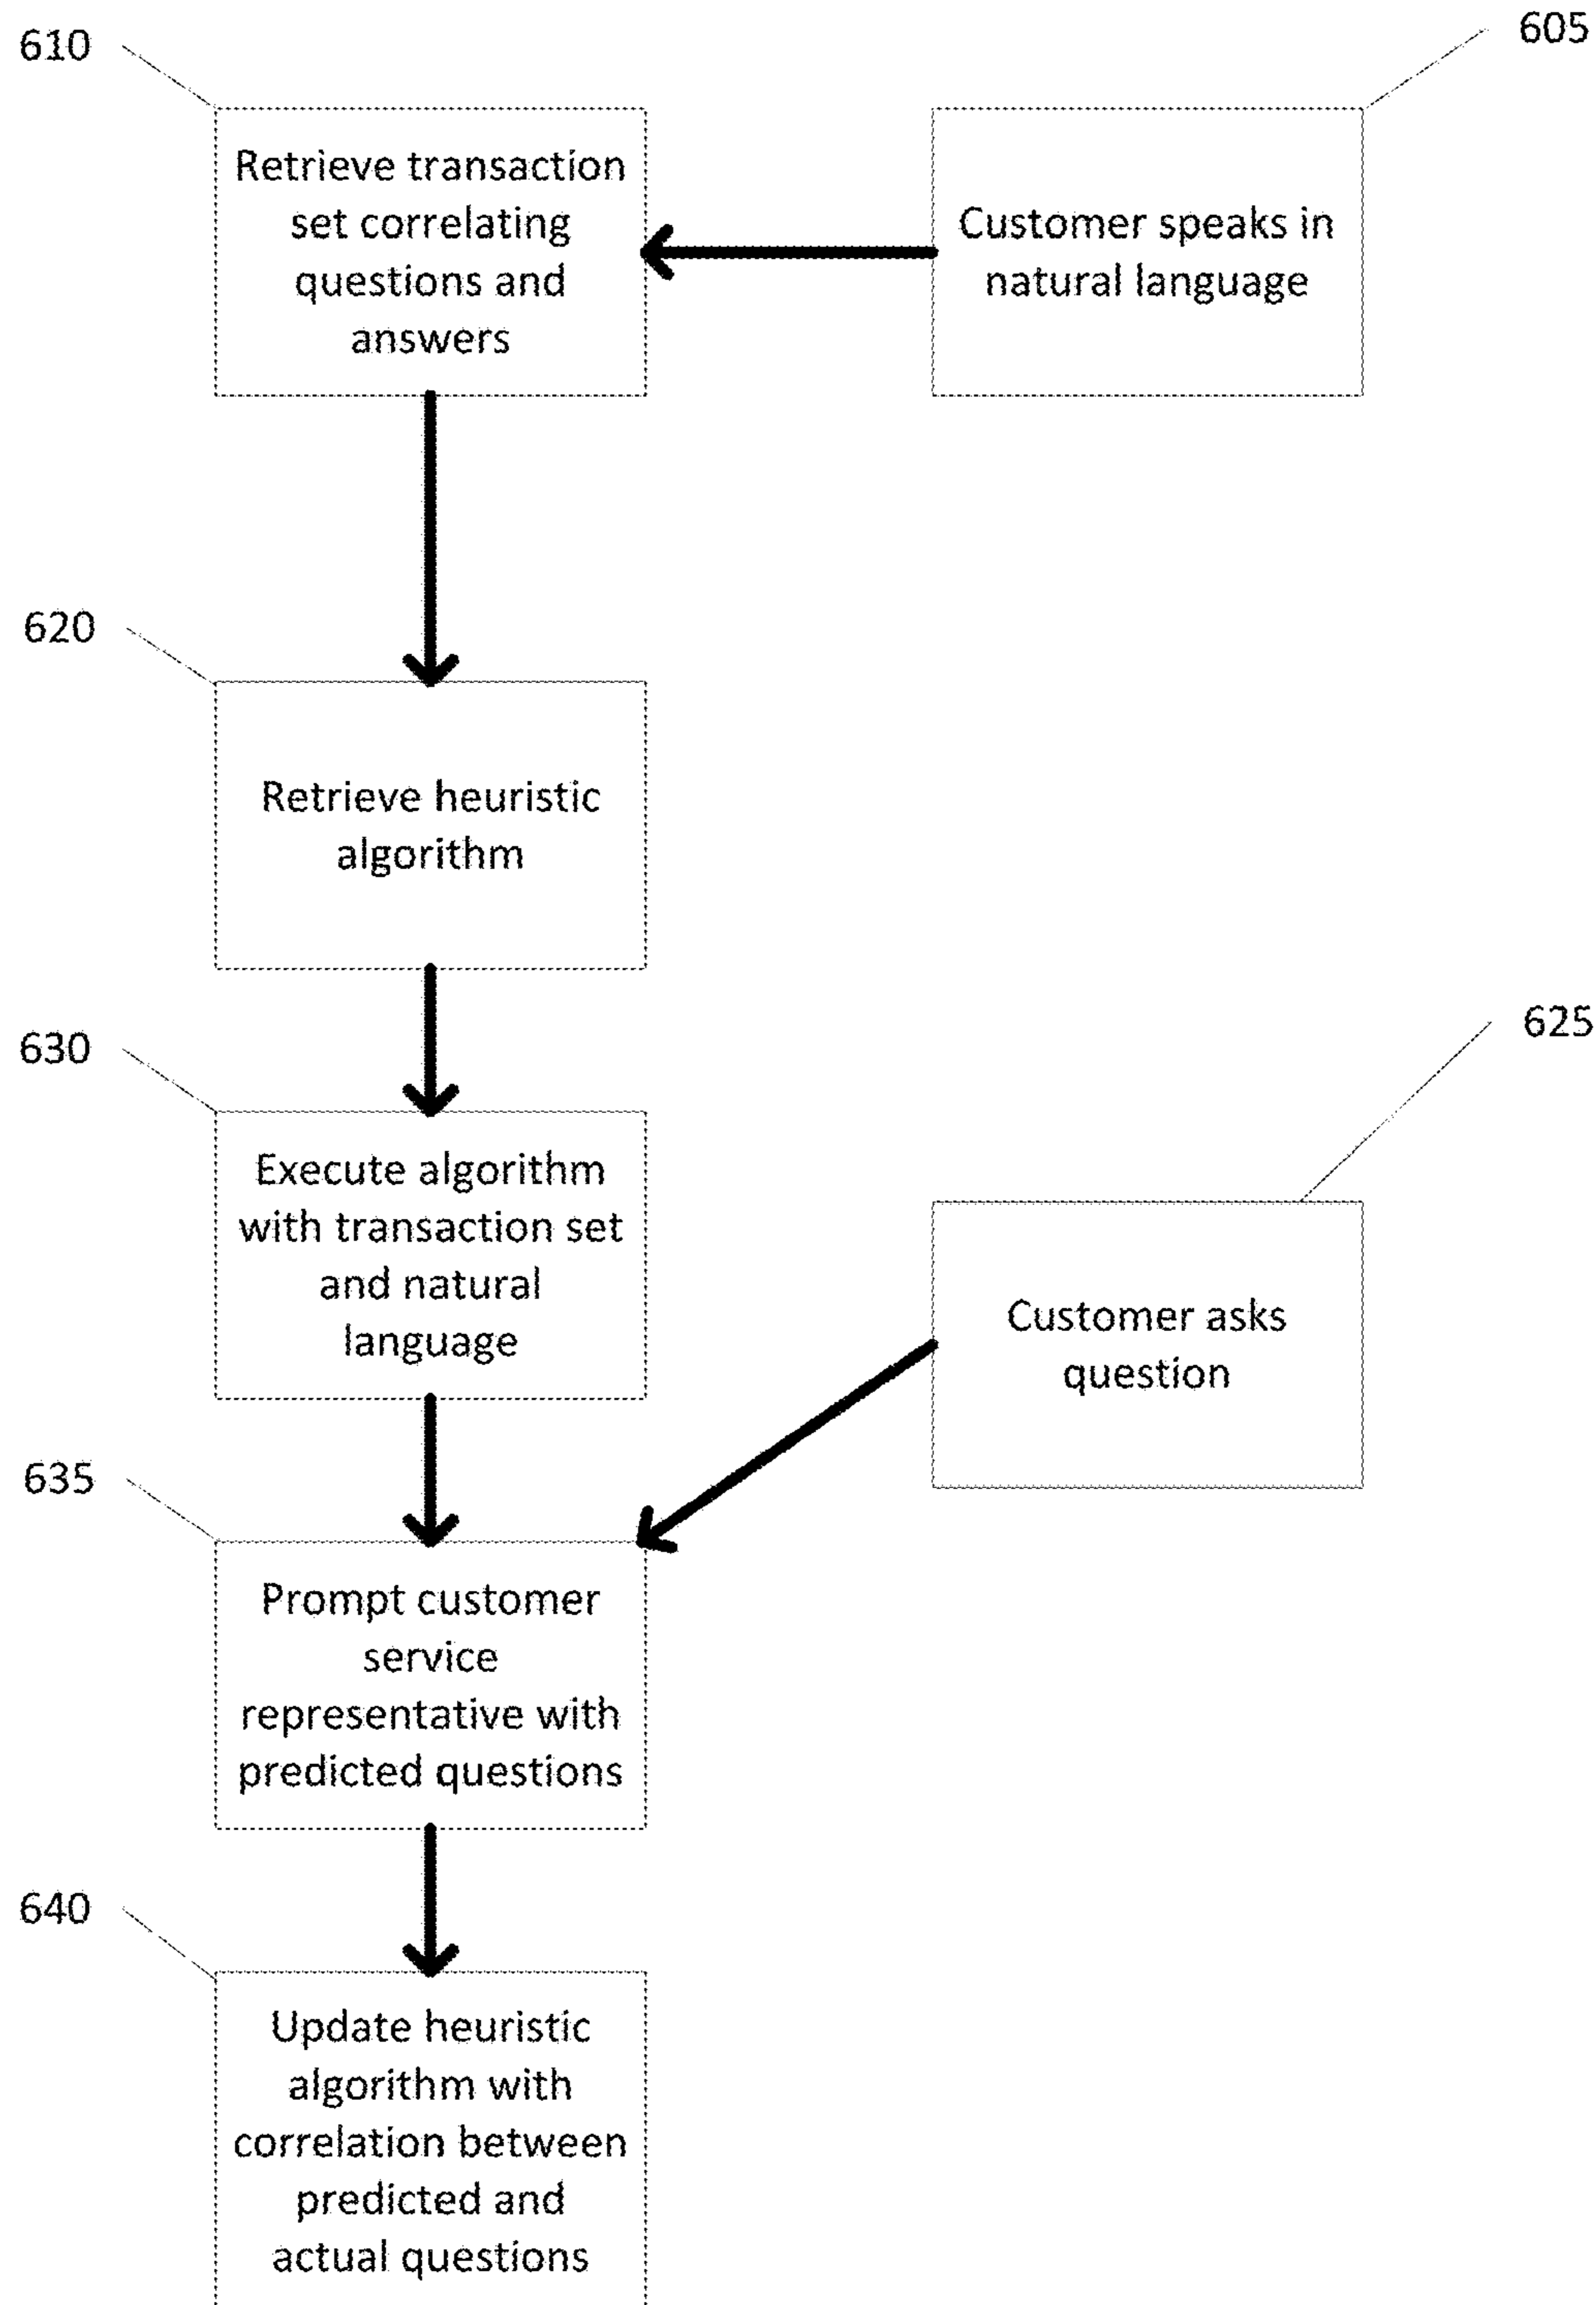 610
605
Retrieve transaction
set correlating
questions and
answers
Customer speaks in
natural language
620
Retrieve heuristic
algorithm
630
625
Execute algorithm
with transaction set
and natural
language
Customer asks
question
635
Prompt customer
service
representative with
predicted questions
640
Update heuristic
algorithm with
correlation between
predicted and
actual questions